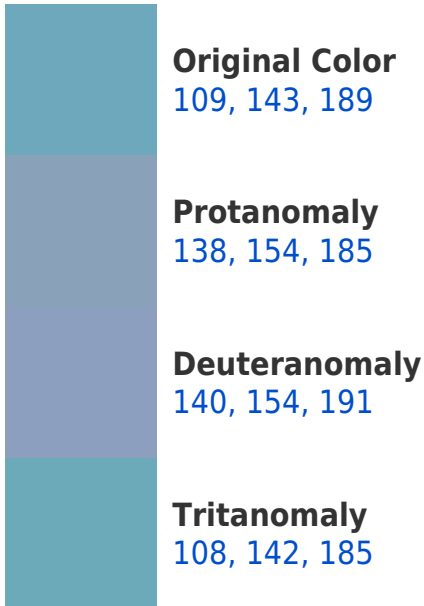 Original Color
109, 143, 189
Protanomaly
138, 154, 185
Deuteranomaly
140, 154, 191
Tritanomaly
108, 142, 185